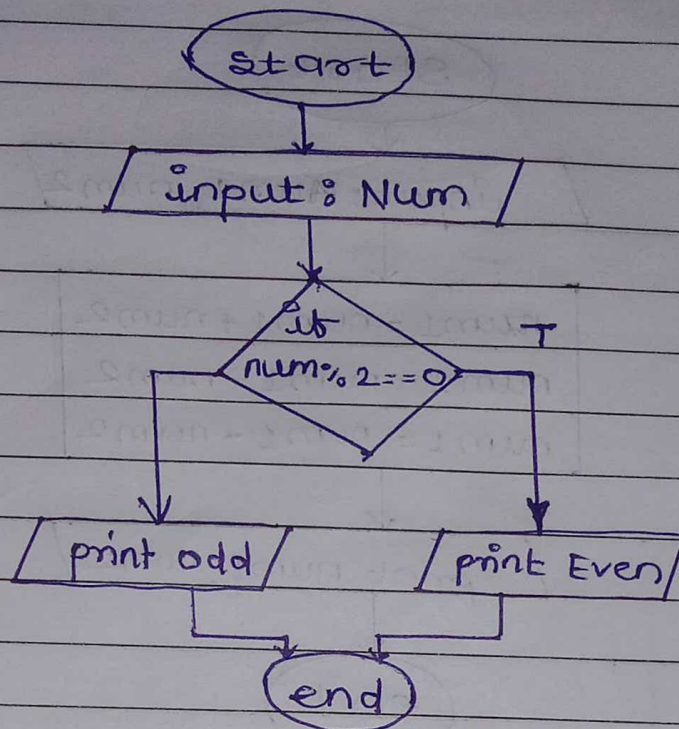 start
input : Num
if
T
num % 2 == 0
print odd
print Even
end